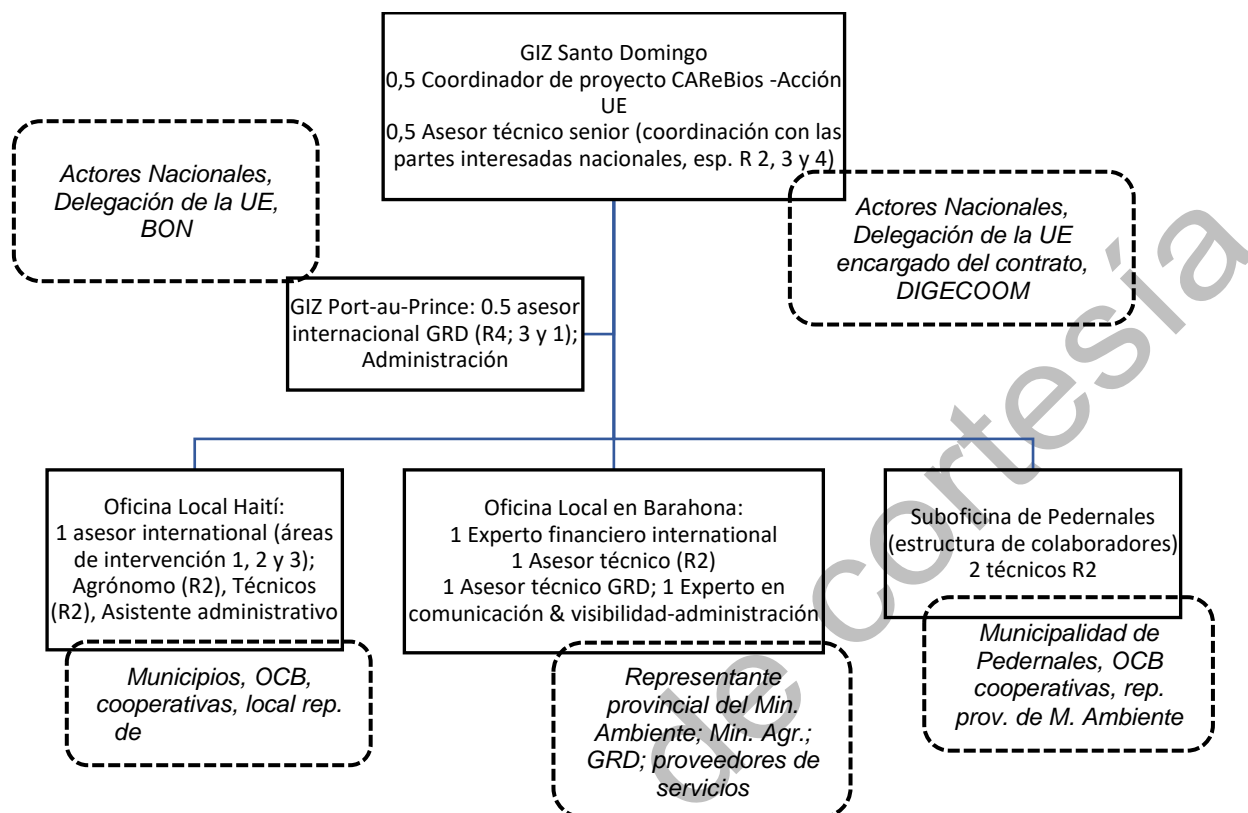 GIZ Santo Domingo
0,5 Coordinador de proyecto CAReBios -Acción
UE
0,5 Asesor técnico senior (coordinación con las
partes interesadas nacionales, esp. R 2, 3 y 4)
Actores Nacionales,
Delegación de la UE,
BON
Actores Nacionales,
Delegación de la UE
encargado del contrato,
DIGECOOM
GIZ Port-au-Prince: 0.5 asesor
internacional GRD (R4; 3 y 1);
Administración
Oficina Local Haití:
1 asesor international (áreas
de intervención 1, 2 y 3);
Agrónomo (R2), Técnicos
(R2), Asistente administrativo
Municipios, OCB,
cooperativas, local rep.
de
Oficina Local en Barahona:
1 Experto financiero international
1 Asesor técnico (R2)
1 Asesor técnico GRD; 1 Experto en
comunicación & visibilidad-administración
Representante
provincial del Min.
Ambiente; Min. Agr.;
GRD; proveedores de
servicios
Suboficina de Pedernales
(estructura de colaboradores)
2 técnicos R2
Municipalidad de
Pedernales, OCB
cooperativas, rep.
prov. de M. Ambiente
de cortesía